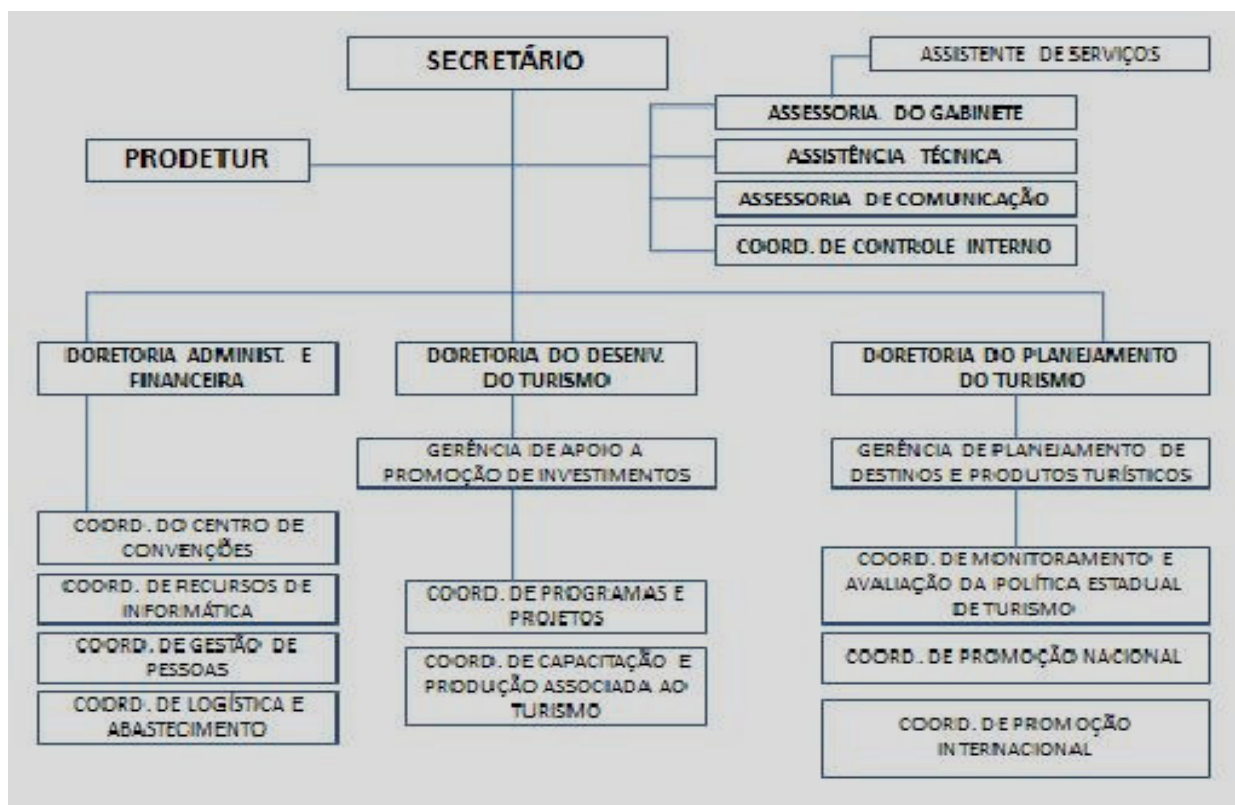 SECRETÁRIO
ASSISTENTE DE SERVIÇOS
ASSESSORIA DO GABINETE
PRODETUR
ASSISTÊNCIA TÉCNICA
ASSESSORIA DE COMUNICAÇÃO
COORD. DE CONTROLE INTERNO
DORETORIA ADMINIST. E
FINANCEIRA
DORETORIA DO DESENV.
DO TURISMO
DORETORIA DO PLANEJAMENTO
DO TURISMO
GERÊNCIA DE APOIO A
PROMOÇÃO DE INVESTIMENTOS
GERÊNCIA DE PLANEJAMENTO DE
DESTINOS E PRODUTOS TURÍSTICOS
COORD. DO CENTRO DE
CONVENÇÕES
COORD. DE RECURSOS DE
INFORMÁTICA
COORD. DE GESTÃO DE
PESSOAS
COORD. DE LOGÍSTICA E
ABASTECIMENTO
COORD. DE PROGRAMAS E
PROJETOS
COORD. DE CAPACITAÇÃO E
PRODUÇÃO ASSOCIADA AO
TURISMO
COORD. DE MONITORAMENTO E
AVALIAÇÃO DA POLÍTICA ESTADUAL
DE TURISMO
COORD. DE PROMOÇÃO NACIONAL
COORD. DE PROMOÇÃO
INTERNACIONAL